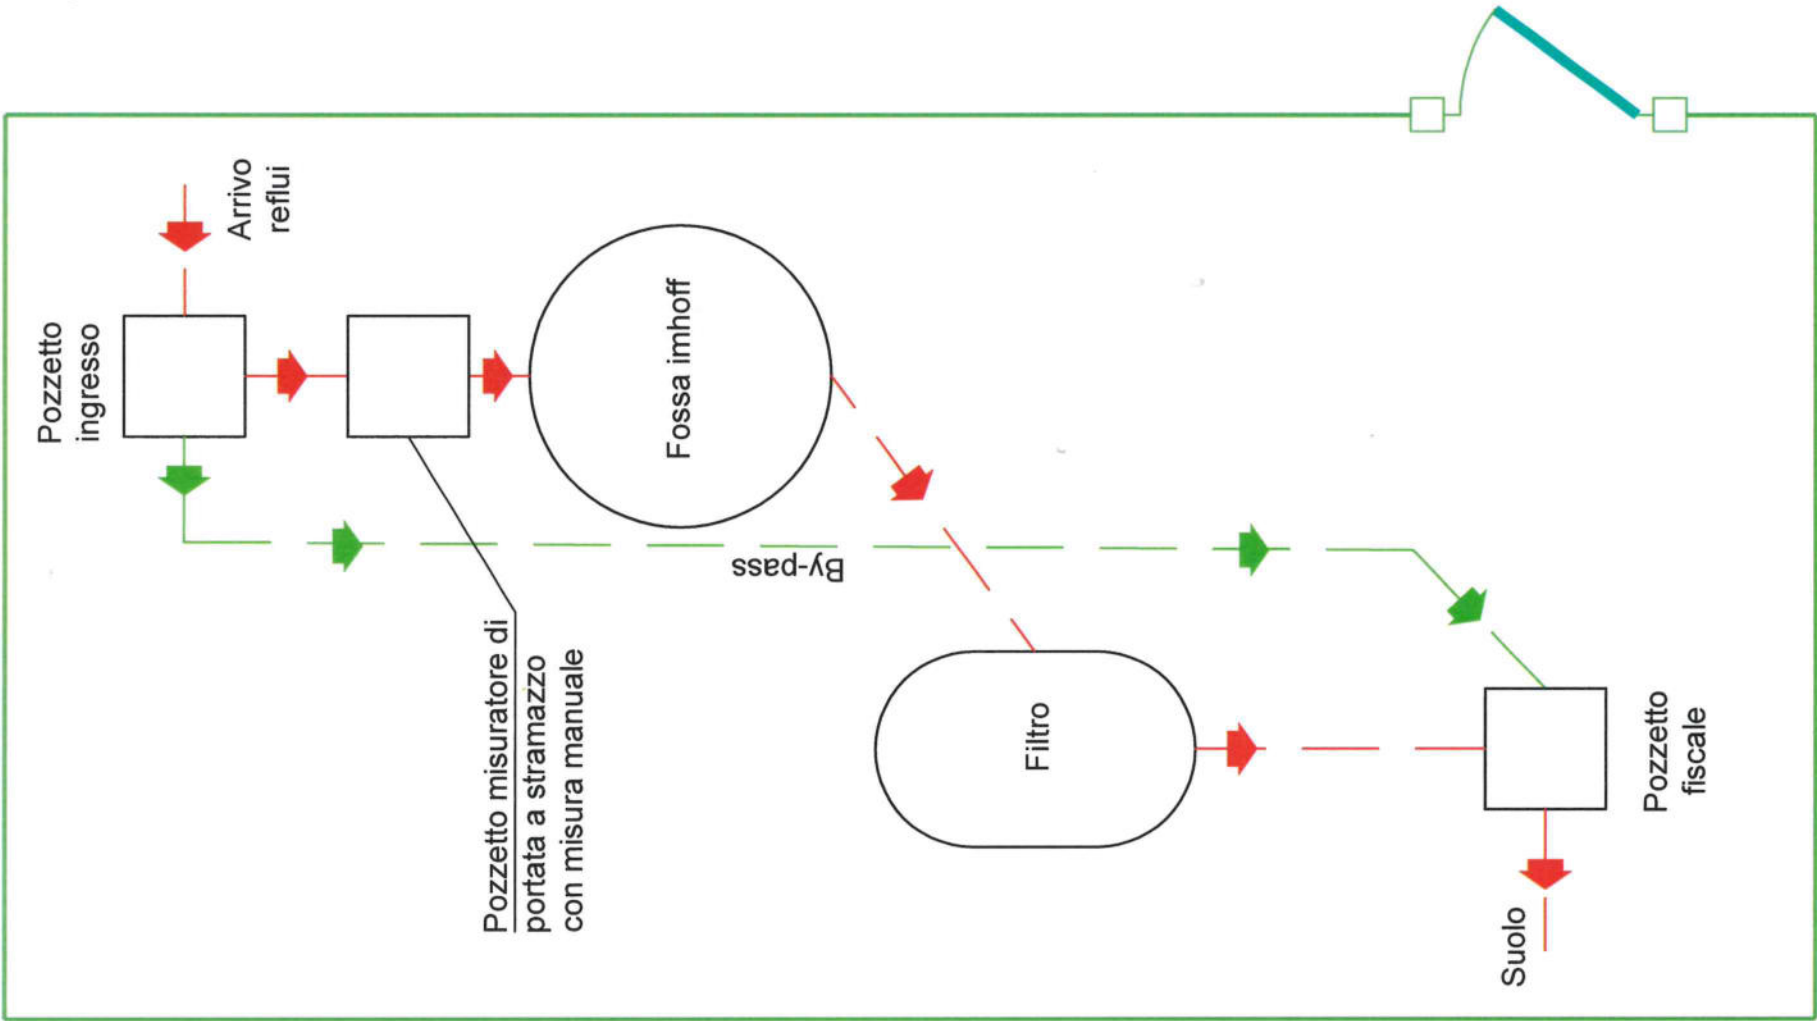 Arrivo
reflui
Pozzetto
ingresso
Fossa imhoff
By-pass
Pozzetto misuratore di
portata a stramazzo
con misura manuale
Filtro
Pozzetto
fiscale
Suolo